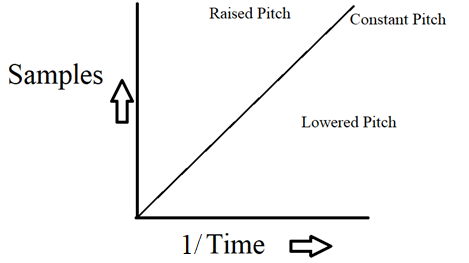 Raised Pitch
Constant Pitch
Samples
Lowered Pitch
1/ Time